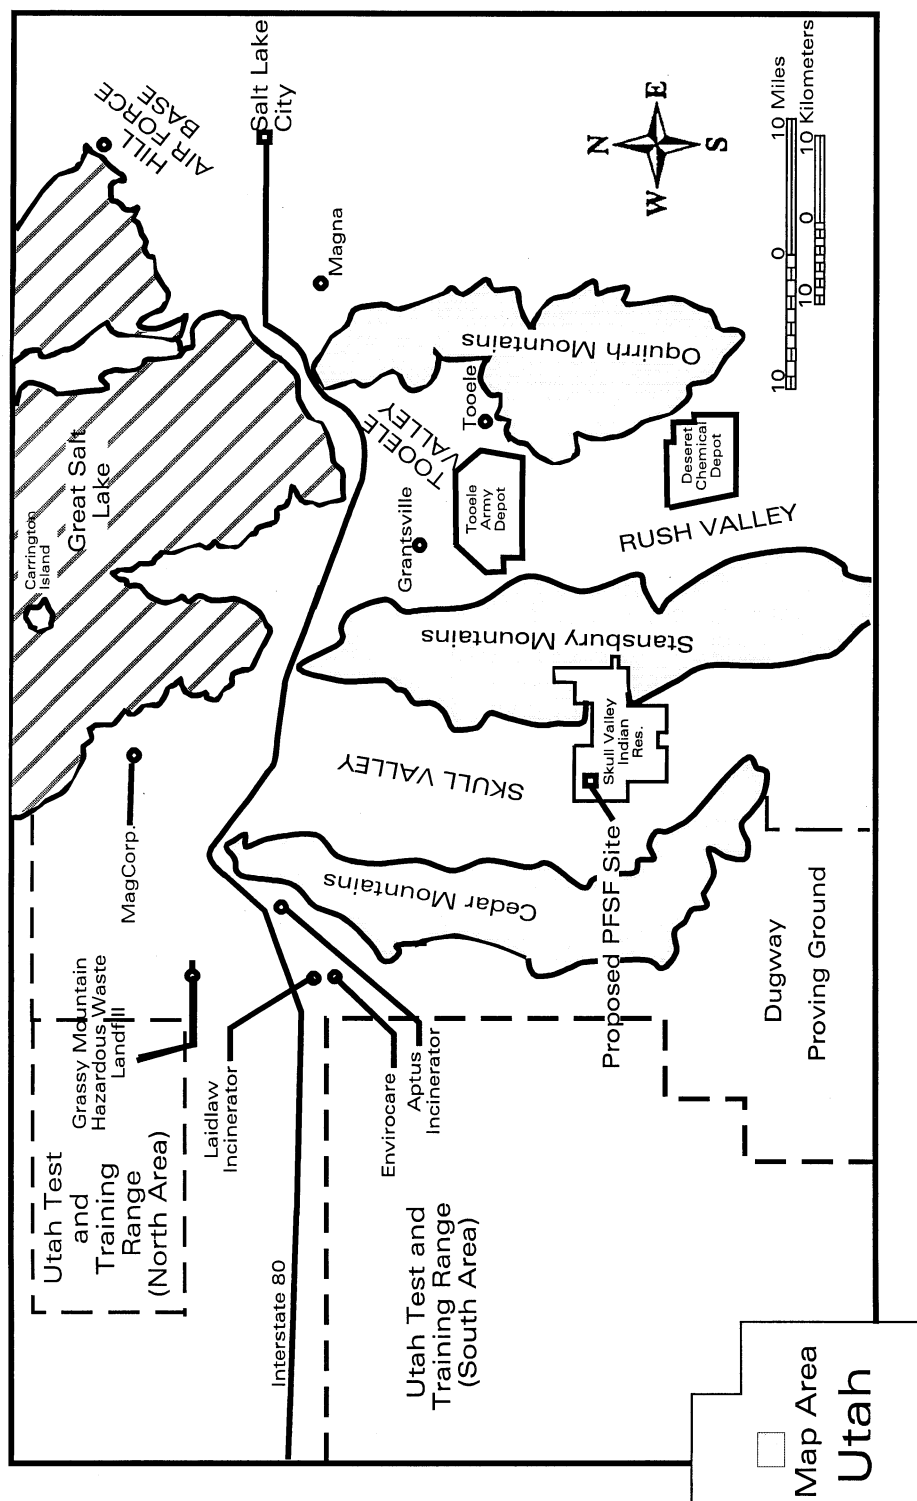 Great Salt
Lake
Carrington
Island
HILL
AIR FORCE
BASE
Salt Lake
City
Magna
MagCorp.
Grassy Mountain
Hazardous Waste
Landfill
Utah Test
and
Training
Range
(North Area)
Laidlaw
Incinerator
Envirocare
Aptus
Incinerator
Interstate 80
Utah Test and
Training Range
(South Area)
Cedar Mountains
SKULL VALLEY
Stansbury Mountains
Skull Valley
Indian
Res.
Proposed PFSF Site
Grantsville
TOOELE
VALLEY
Tooele
Tooele
Army
Depot
Oquirrh Mountains
Deseret
Chemical
Depot
RUSH VALLEY
Dugway
Proving Ground
N
W
E
S
10 0 10 Miles
10 0 10 Kilometers
Map Area
Utah